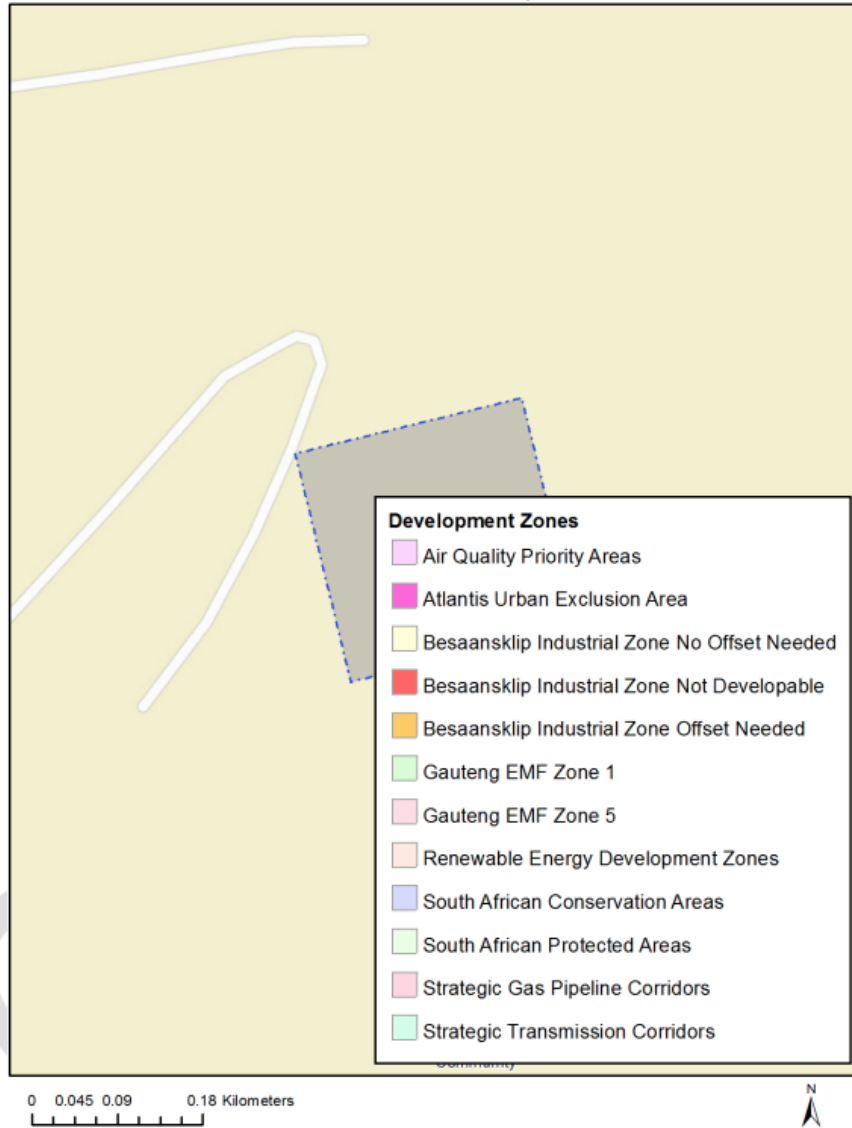 Development Zones
Air Quality Priority Areas
Atlantis Urban Exclusion Area
Besaansklip Industrial Zone No Offset Needed
Besaansklip Industrial Zone Not Developable
Besaansklip Industrial Zone Offset Needed
Gauteng EMF Zone 1
Gauteng EMF Zone 5
Renewable Energy Development Zones
South African Conservation Areas
South African Protected Areas
Strategic Gas Pipeline Corridors
Strategic Transmission Corridors
Community
0 0.045 0.09 0.18 Kilometers
N